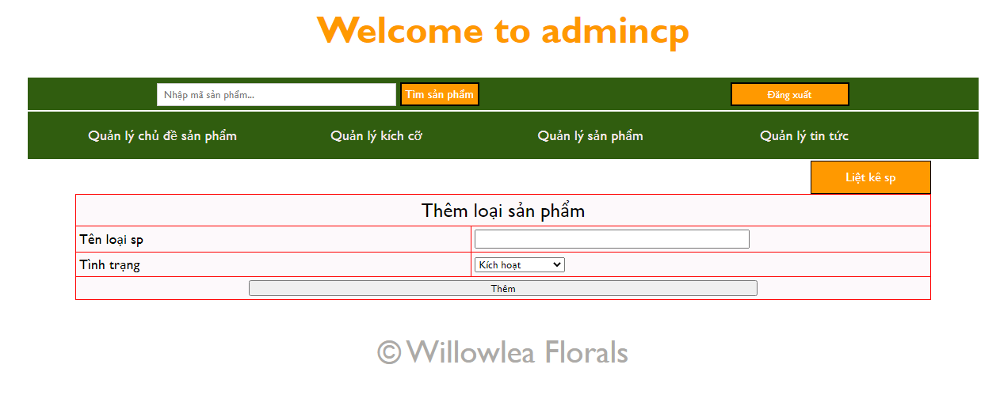 Welcome to admincp
Nhập mã sản phẩm... Tìm sản phẩm Đăng xuất
Quản lý chủ đề sản phẩm Quản lý kích cỡ Quản lý sản phẩm Quản lý tin tức
Liệt kê sp
Thêm loại sản phẩm
Tên loại sp
Tình trạng Kích hoạt
Thêm
© Willowlea Florals